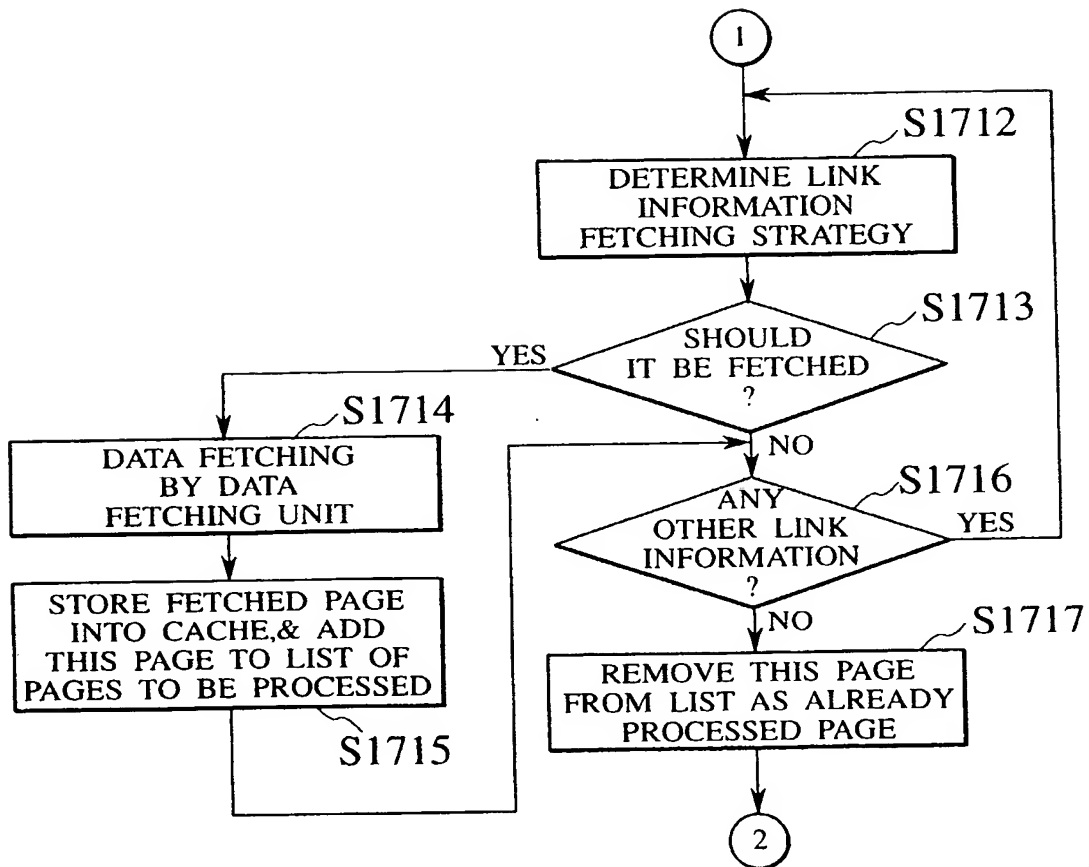 1
S1712
DETERMINE LINK
INFORMATION
FETCHING STRATEGY
S1713
SHOULD
IT BE FETCHED
?
YES
NO
S1714
DATA FETCHING
BY DATA
FETCHING UNIT
S1715
STORE FETCHED PAGE
INTO CACHE,& ADD
THIS PAGE TO LIST OF
PAGES TO BE PROCESSED
S1716
ANY
OTHER LINK
INFORMATION
?
YES
NO
S1717
REMOVE THIS PAGE
FROM LIST AS ALREADY
PROCESSED PAGE
2